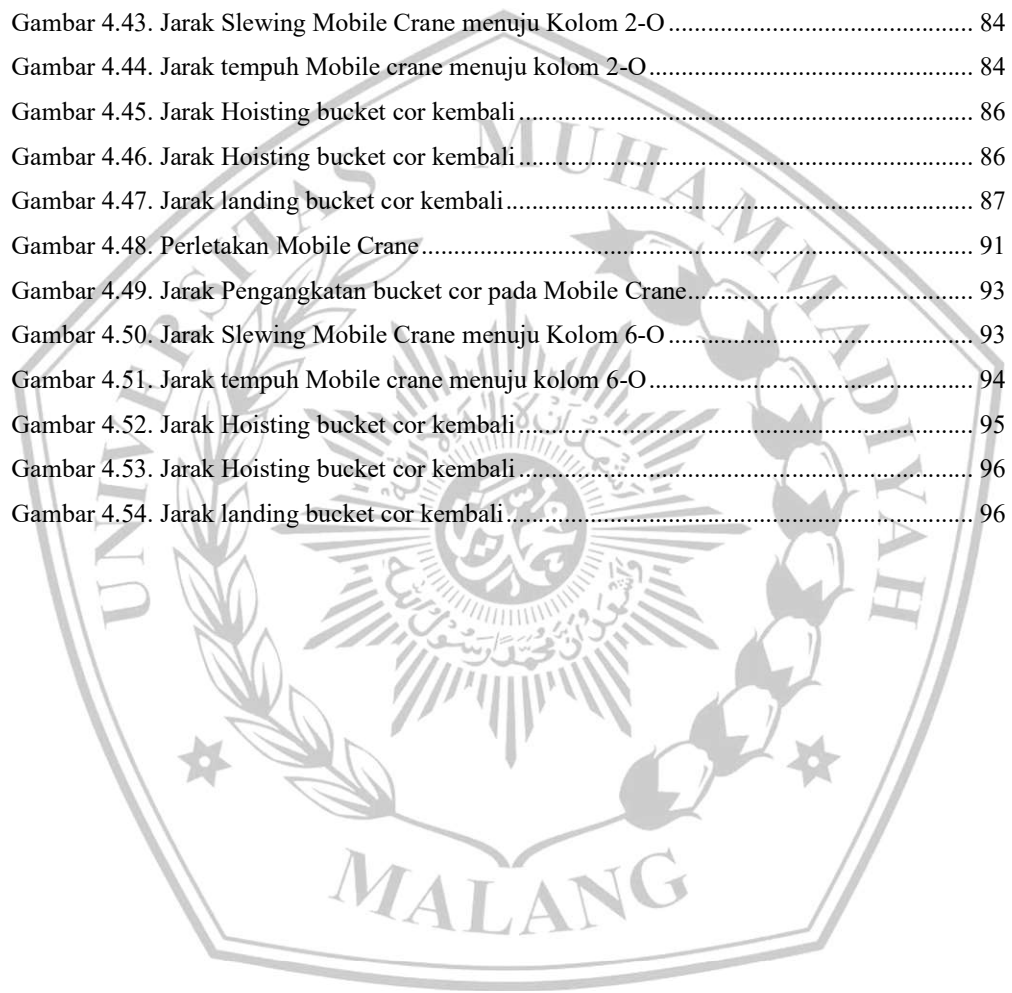 Gambar 4.43. Jarak Slewing Mobile Crane menuju Kolom 2-O ................................................ 84
Gambar 4.44. Jarak tempuh Mobile crane menuju kolom 2-O ................................................... 84
Gambar 4.45. Jarak Hoisting bucket cor kembali ........................................................................ 86
Gambar 4.46. Jarak Hoisting bucket cor kembali ........................................................................ 86
Gambar 4.47. Jarak landing bucket cor kembali .......................................................................... 87
Gambar 4.48. Perletakan Mobile Crane ....................................................................................... 91
Gambar 4.49. Jarak Pengangkatan bucket cor pada Mobile Crane ............................................. 93
Gambar 4.50. Jarak Slewing Mobile Crane menuju Kolom 6-O ................................................ 93
Gambar 4.51. Jarak tempuh Mobile crane menuju kolom 6-O ................................................... 94
Gambar 4.52. Jarak Hoisting bucket cor kembali ........................................................................ 95
Gambar 4.53. Jarak Hoisting bucket cor kembali ........................................................................ 96
Gambar 4.54. Jarak landing bucket cor kembali .......................................................................... 96
UNIVERSITAS MUHAMMADIYAH
MALANG